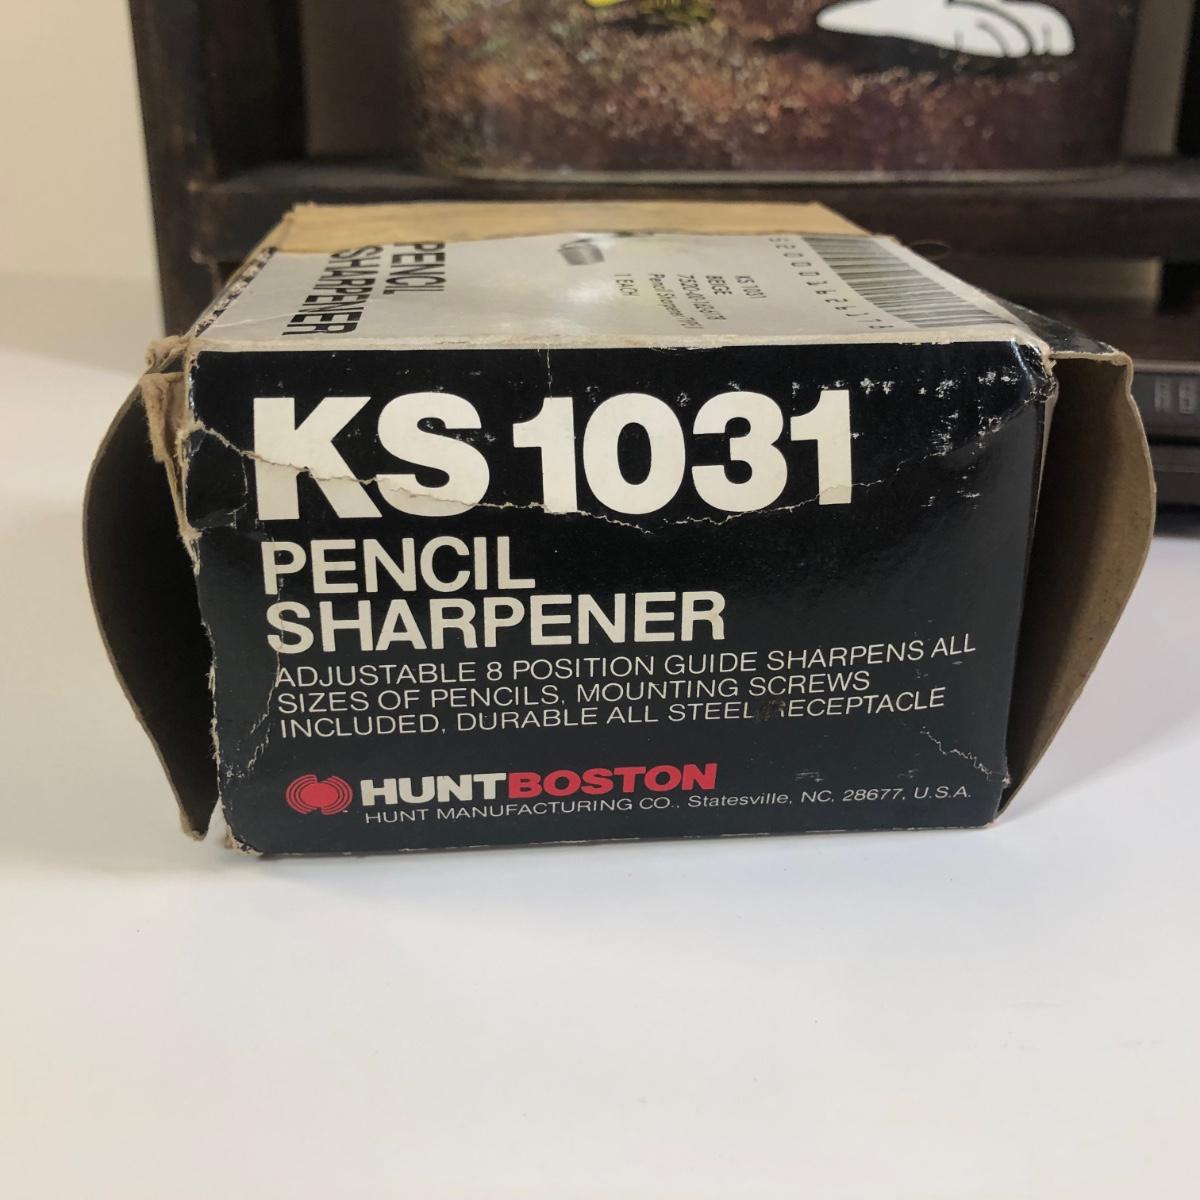 PENCIL
SHARPENER
KS 1031
BEIGE
1 EACH
KS 1031
PENCIL
SHARPENER
ADJUSTABLE 8 POSITION GUIDE SHARPENS ALL
SIZES OF PENCILS, MOUNTING SCREWS
INCLUDED, DURABLE ALL STEEL RECEPTACLE
HUNTBOSTON
HUNT MANUFACTURING CO., Statesville, NC, 28677, U.S.A.